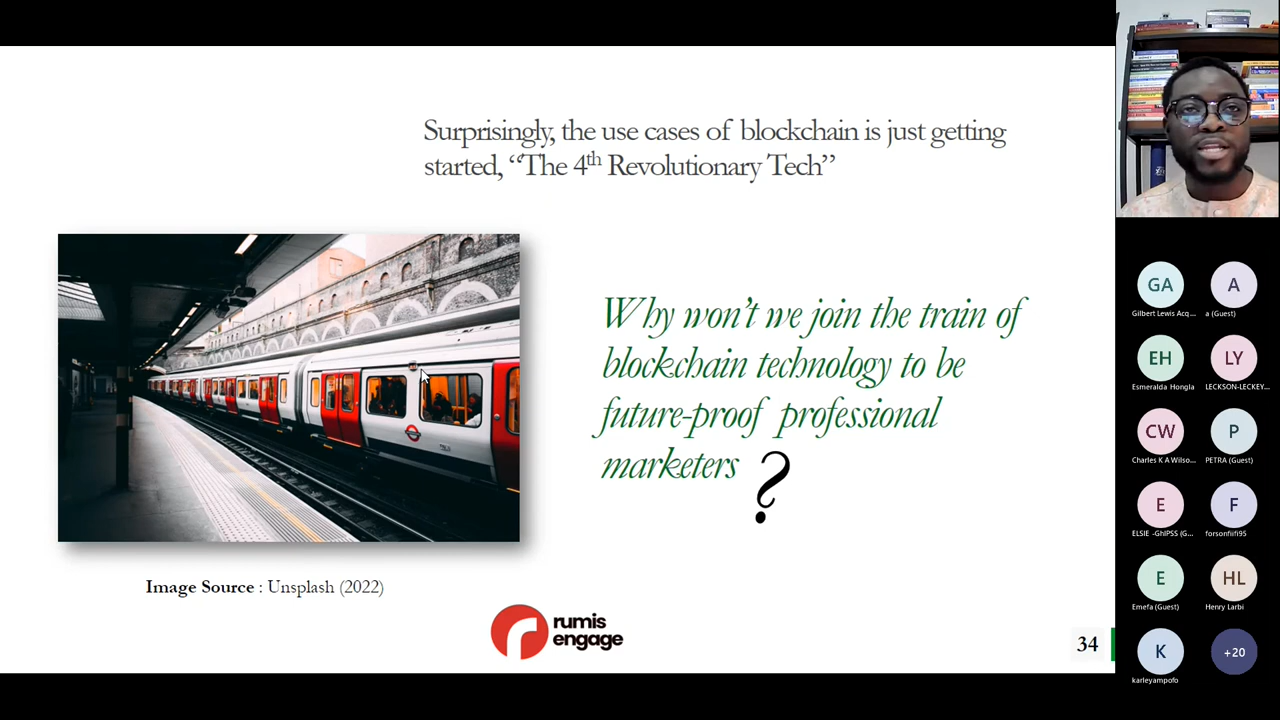 Surprisingly, the use cases of blockchain is just getting
started, “The 4th Revolutionary Tech”
Why won’t we join the train of
blockchain technology to be
future-proof professional
marketers ?
Image Source : Unsplash (2022)
rumis
engage
34
GA
A
Gilbert Lewis Acq...
a (Guest)
EH
LY
Esmeralda Hongla
LECKSON-LECKEY...
CW
P
Charles K A Wilso...
PETRA (Guest)
E
F
ELSIE -GhIPSS (G...
forsonfiifi95
E
HL
Emefa (Guest)
Henry Larbi
K
+20
karleyampofo